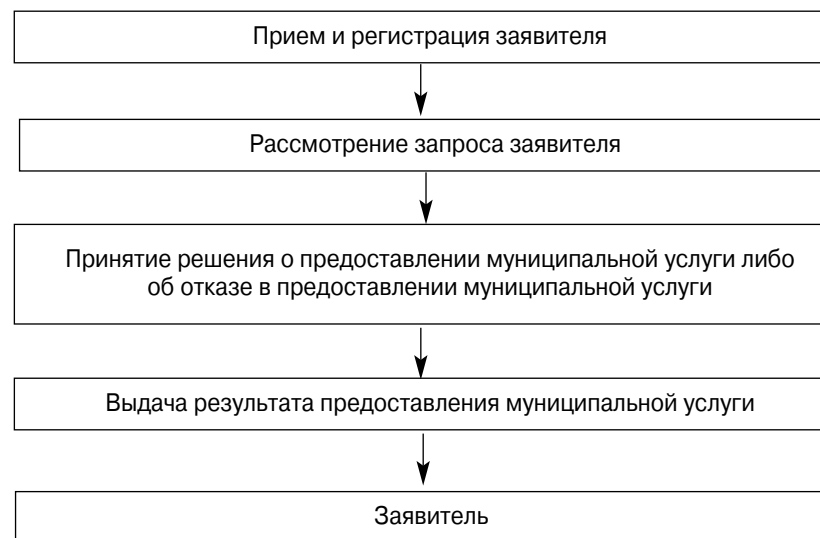 Прием и регистрация заявителя
Рассмотрение запроса заявителя
Принятие решения о предоставлении муниципальной услуги либо
об отказе в предоставлении муниципальной услуги
Выдача результата предоставления муниципальной услуги
Заявитель